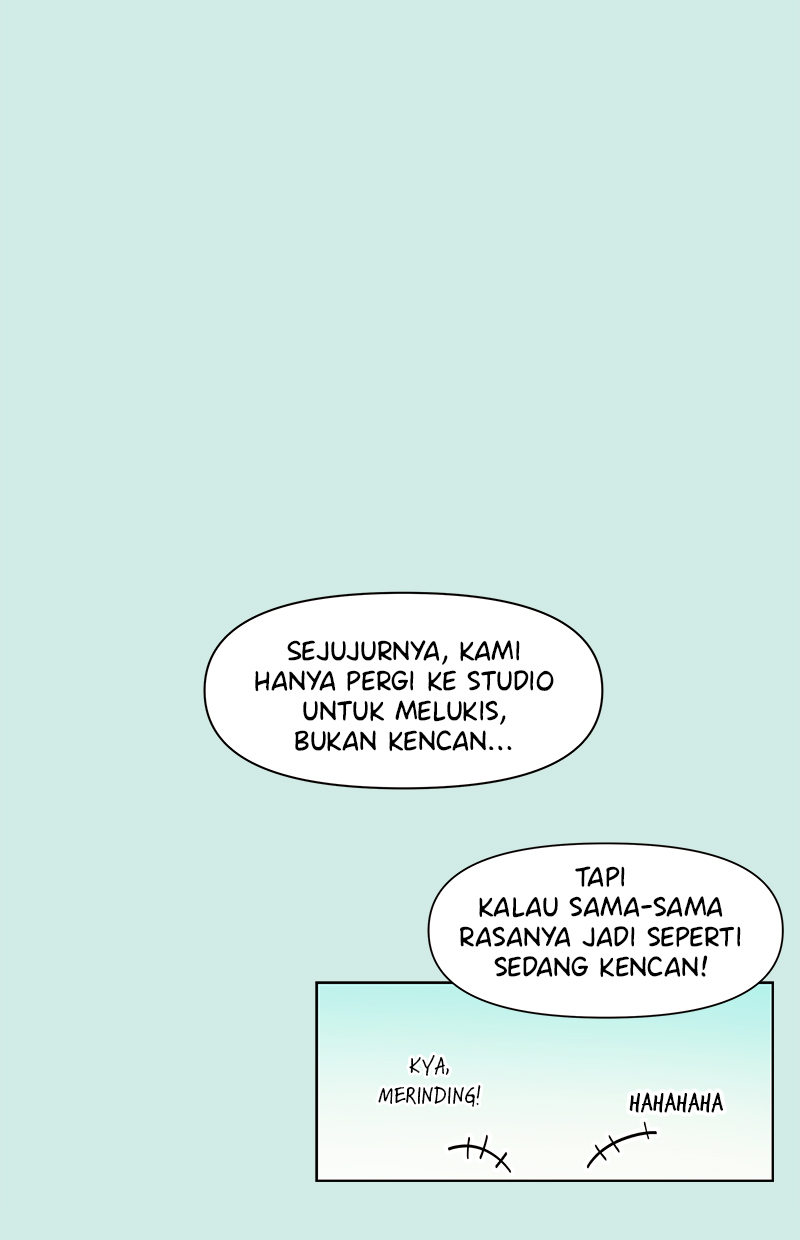 SEJUJURNYA, KAMI
HANYA PERGI KE STUDIO
UNTUK MELUKIS,
BUKAN KENCAN...
TAPI
KALAU SAMA-SAMA
RASANYA JADI SEPERTI
SEDANG KENCAN!
KYA,
MERINDING!
HAHAHAHA